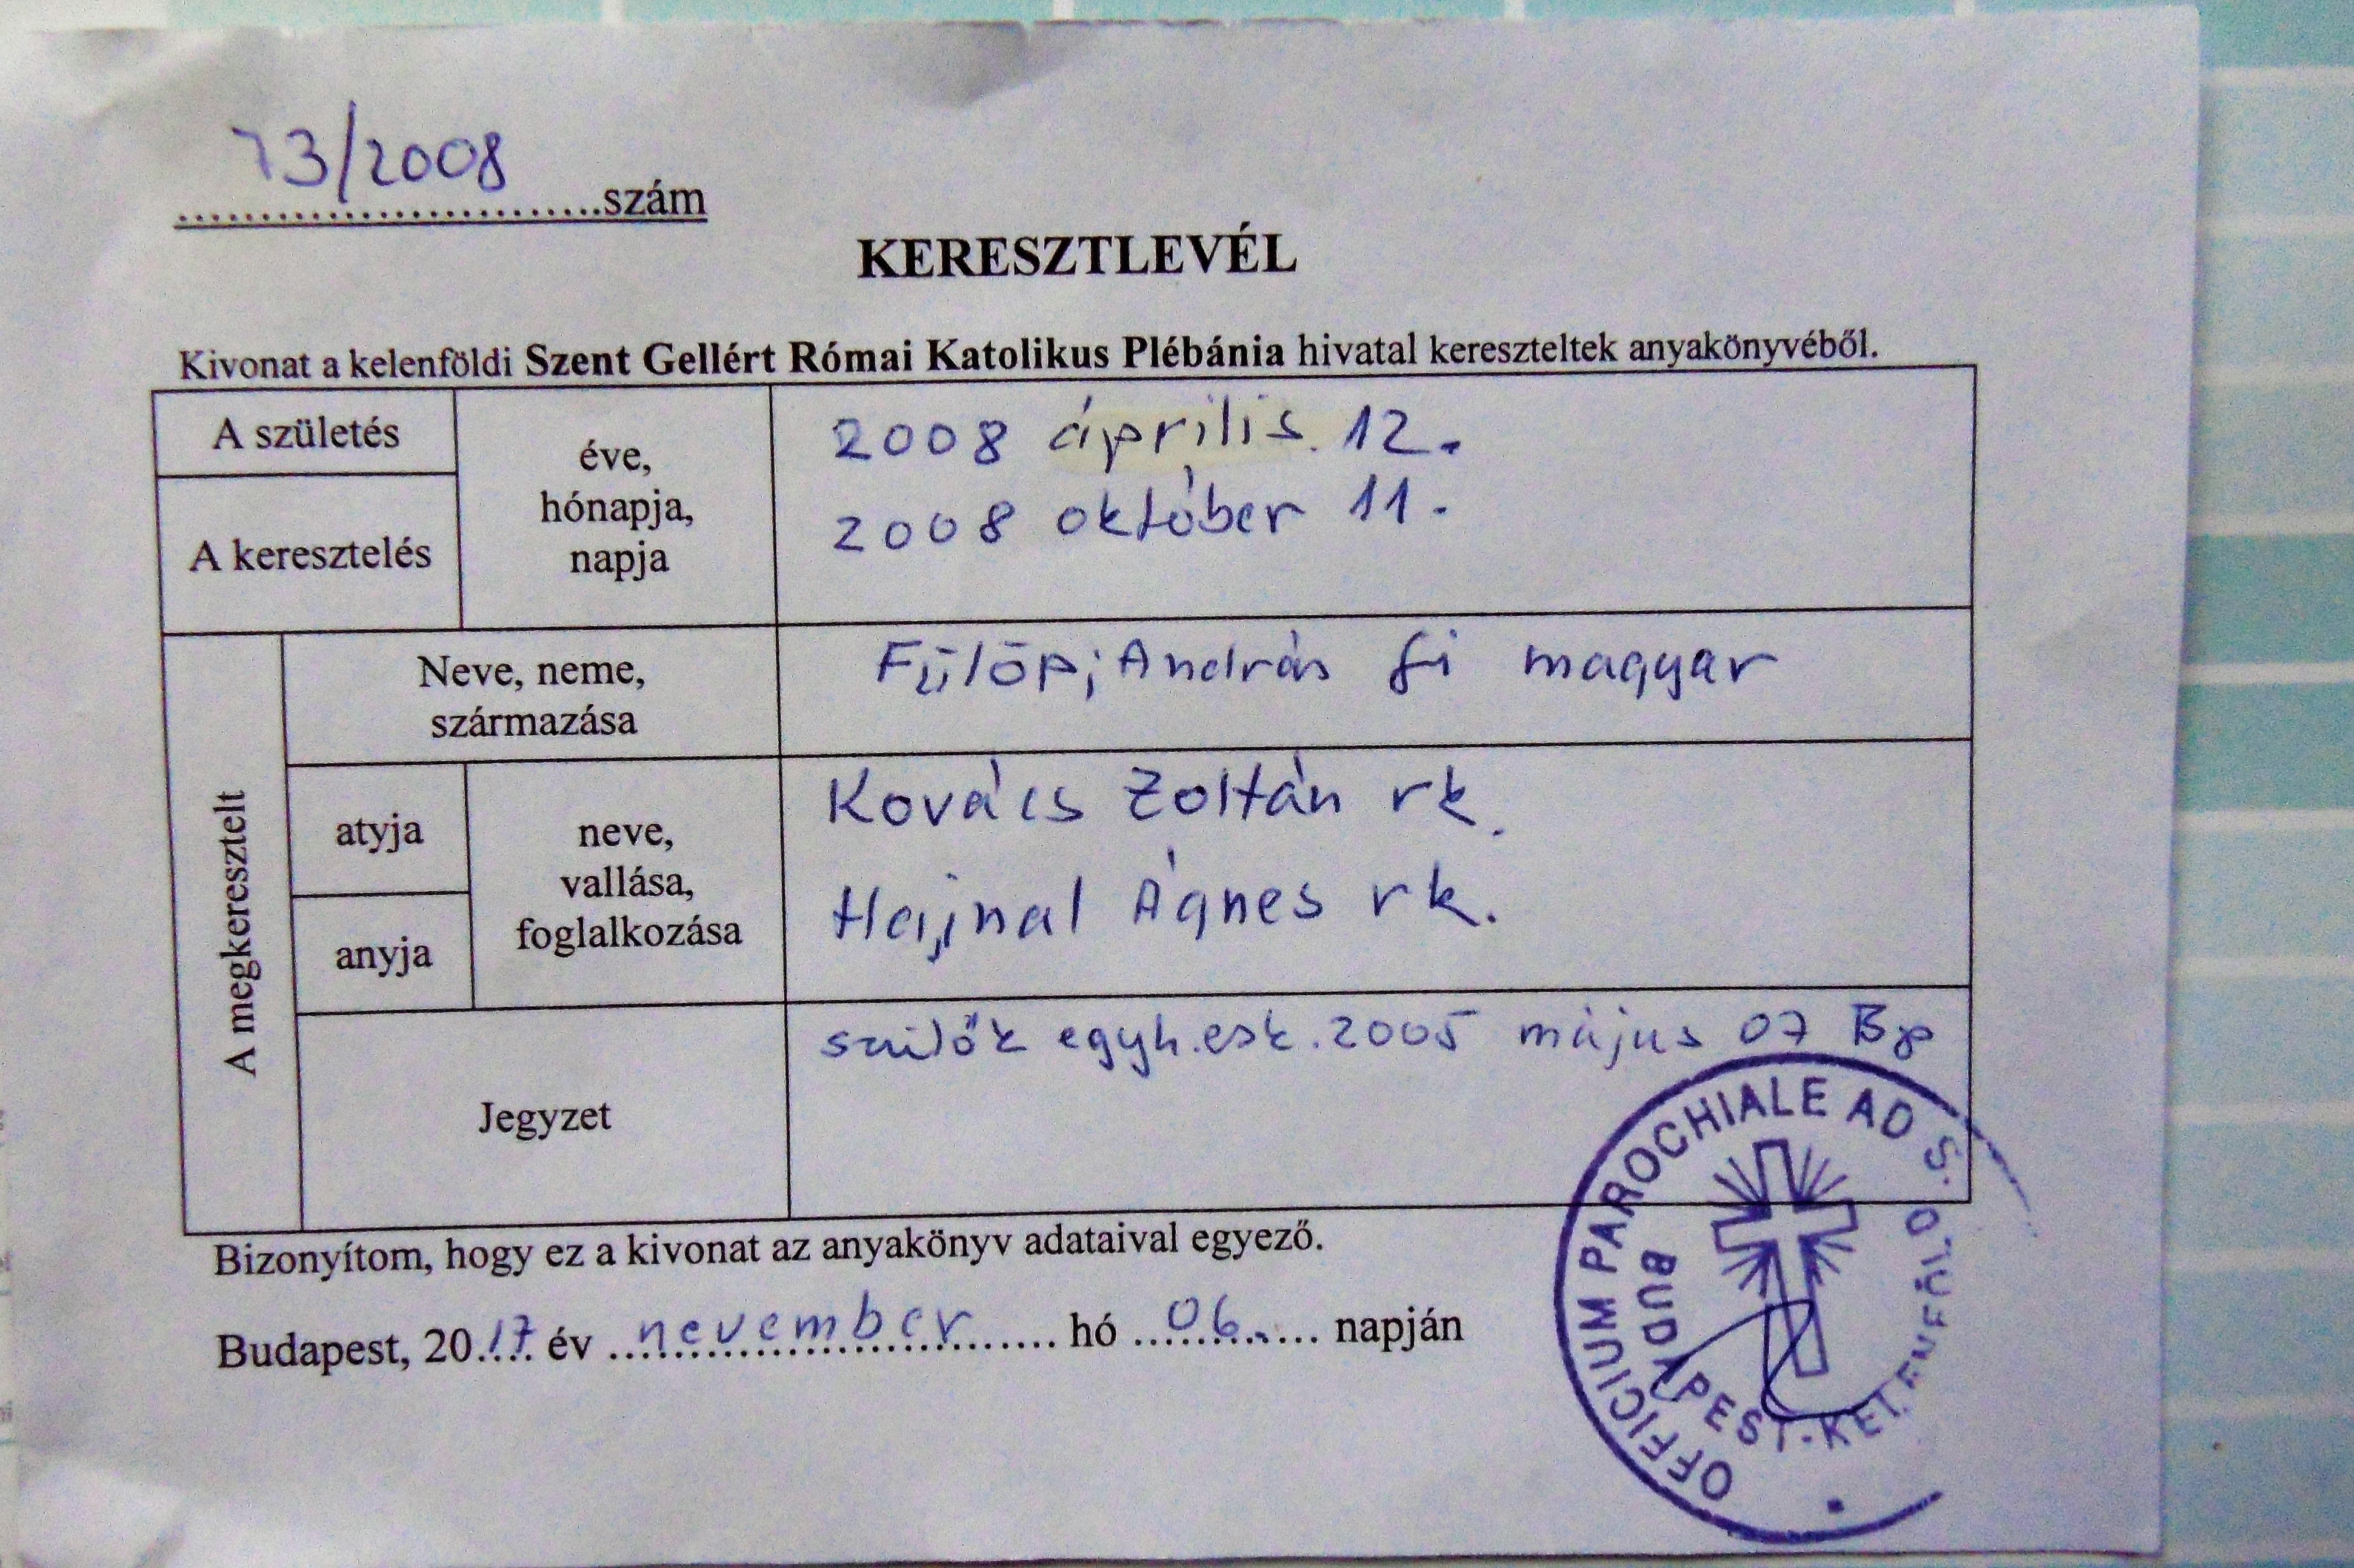 73/2008
szám
KERESZTLEVÉL
Kivonat a kelenföldi Szent Gellért Római Katolikus Plébánia hivatal kereszteltek anyakönyvéből.
A születés
éve, hónapja, napja
2008 április. 12.
A keresztelés
2008 október 11.
A megkeresztelt
Neve, neme, származása
Fülöp; András fi magyar
atyja
neve, vallása, foglalkozása
Kovács Zoltán rk.
anyja
Hajnal Ágnes rk.
Jegyzet
szülők egyh. esk. 2005 május 07 Bp
Bizonyítom, hogy ez a kivonat az anyakönyv adataival egyező.
Budapest, 2017 év november hó 06. napján
OFFICIUM PAROCHIALE AD S.
BUDAPEST-KELENFÖLD